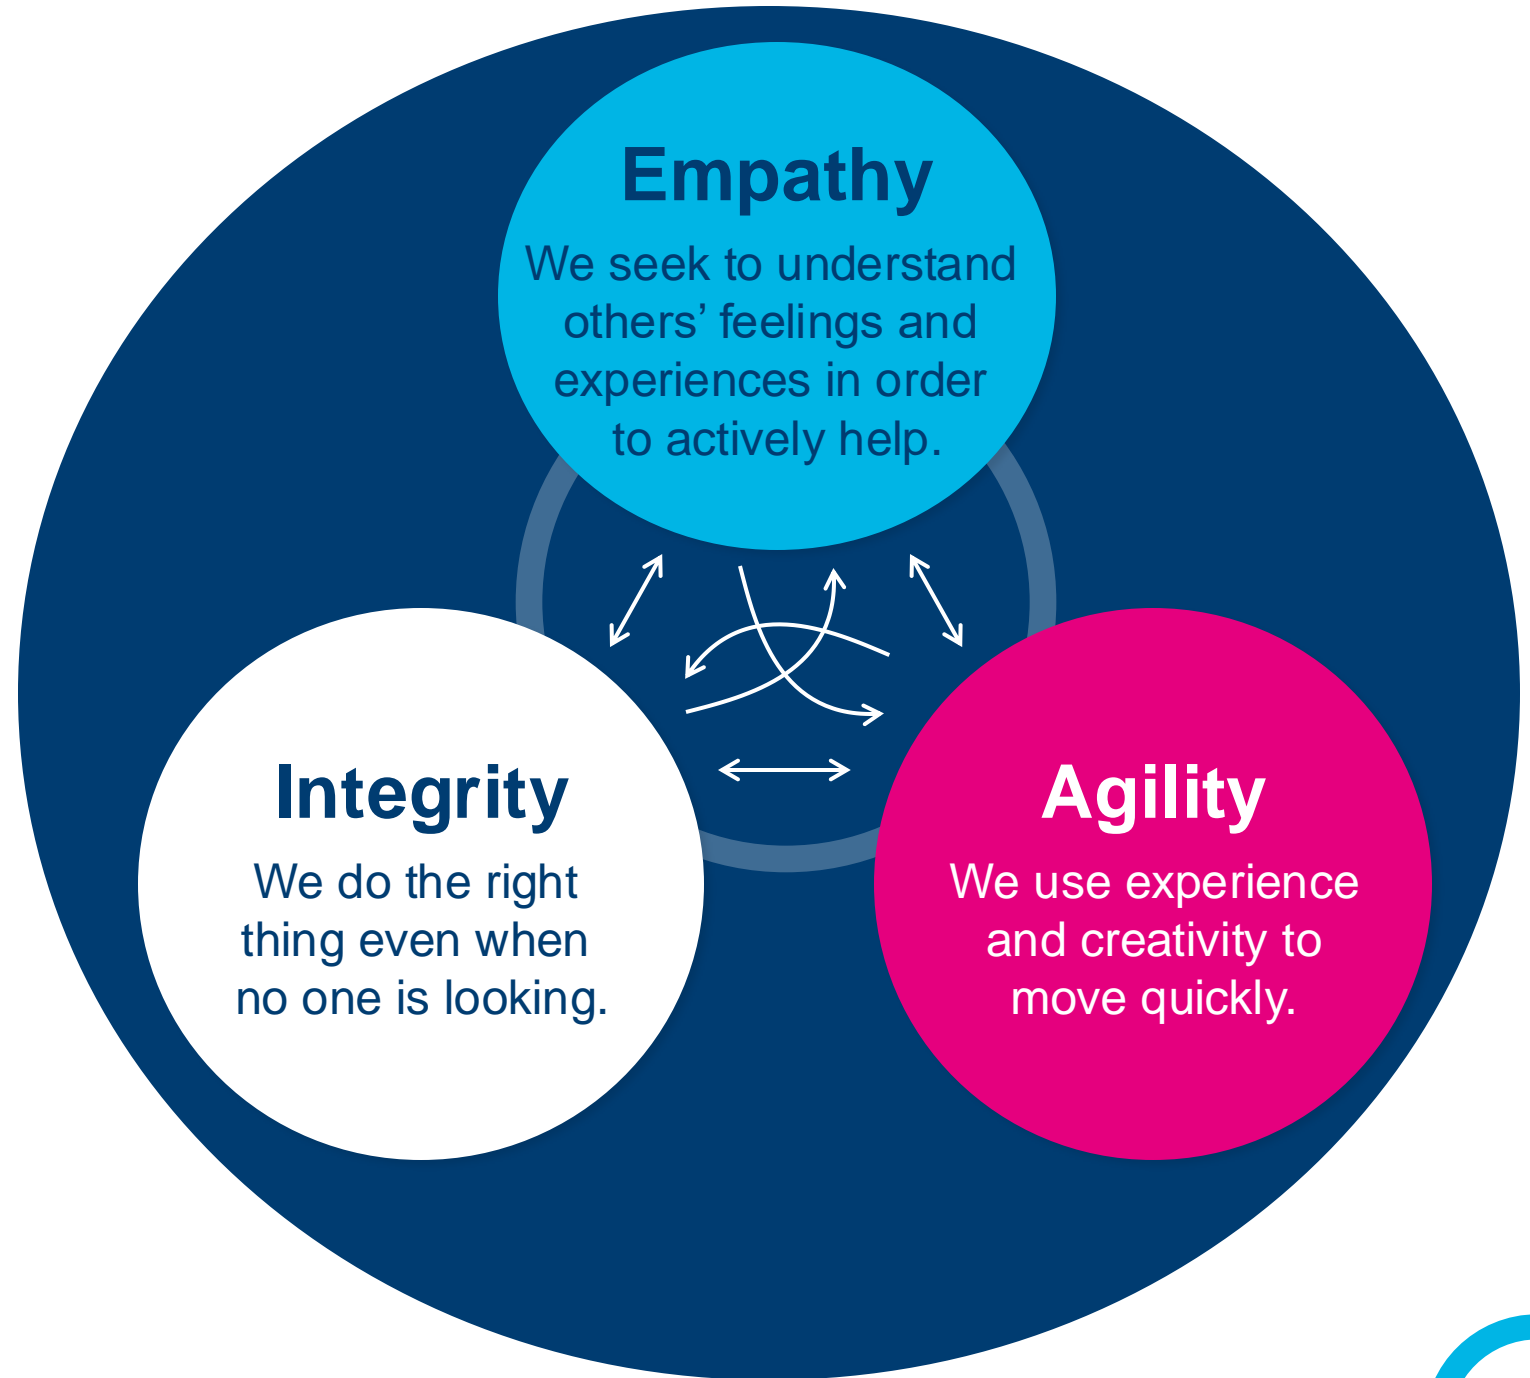 Empathy
We seek to understand
others’ feelings and
experiences in order
to actively help.
Integrity
We do the right
thing even when
no one is looking.
Agility
We use experience
and creativity to
move quickly.